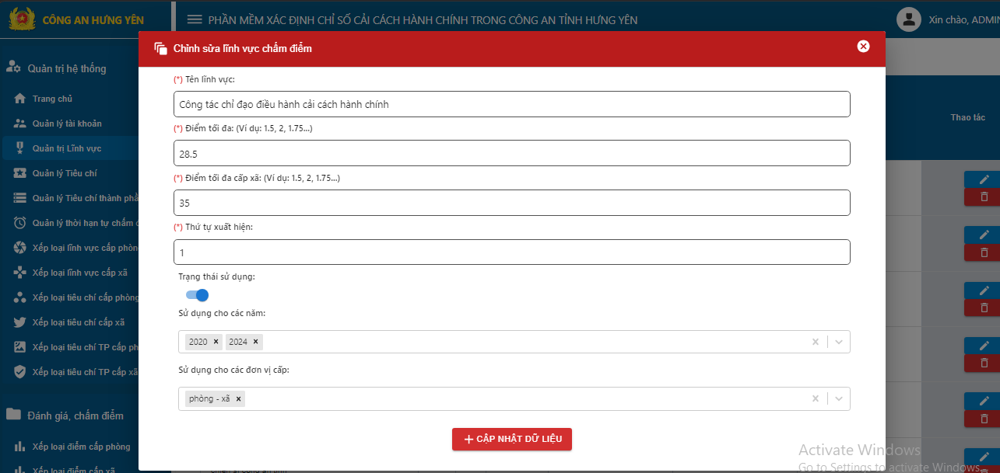 CÔNG AN HƯNG YÊN
PHẦN MỀM XÁC ĐỊNH CHỈ SỐ CẢI CÁCH HÀNH CHÍNH TRONG CÔNG AN TỈNH HƯNG YÊN
Xin chào, ADMIN
Chỉnh sửa lĩnh vực chấm điểm
Quản trị hệ thống
Trang chủ
Quản lý tài khoản
Quản trị Lĩnh vực
Quản lý Tiêu chí
Quản lý Tiêu chí thành phầ
Quản lý thời hạn tự chấm đ
Xếp loại lĩnh vực cấp phòn
Xếp loại lĩnh vực cấp xã
Xếp loại tiêu chí cấp phòng
Xếp loại tiêu chí cấp xã
Xếp loại tiêu chí TP cấp ph
Xếp loại tiêu chí TP cấp xã
Đánh giá, chấm điểm
Xếp loại điểm cấp phòng
Xếp loại điểm cấp xã
(*) Tên lĩnh vực:
Công tác chỉ đạo điều hành cải cách hành chính
(*) Điểm tối đa: (Ví dụ: 1.5, 2, 1.75...)
28.5
(*) Điểm tối đa cấp xã: (Ví dụ: 1.5, 2, 1.75...)
35
(*) Thứ tự xuất hiện:
1
Trạng thái sử dụng:
Sử dụng cho các năm:
2020 × 2024 ×
Sử dụng cho các đơn vị cấp:
phòng - xã ×
+ CẬP NHẬT DỮ LIỆU
Thao tác
Activate Windows
Go to Settings to activate Windows.